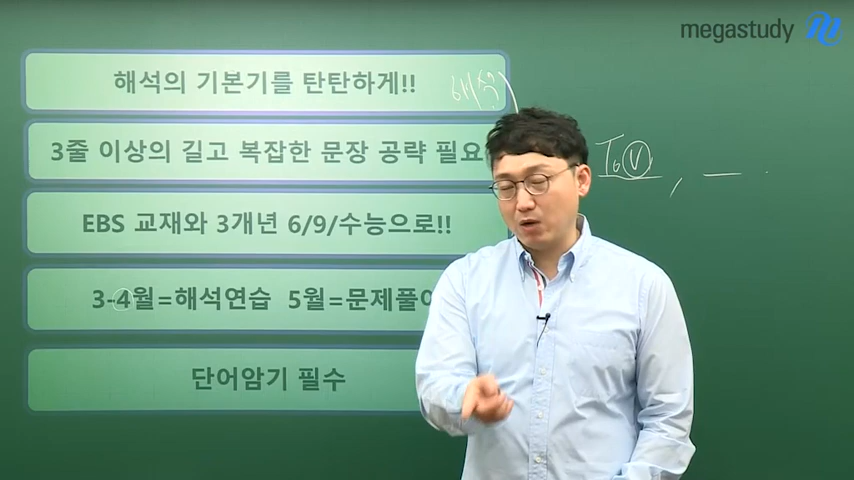 megastudy
해석의 기본기를 탄탄하게!!
해석
3줄 이상의 길고 복잡한 문장 공략 필요
To V , —
EBS 교재와 3개년 6/9/수능으로!!
3-4월=해석연습 5월=문제풀이
단어암기 필수